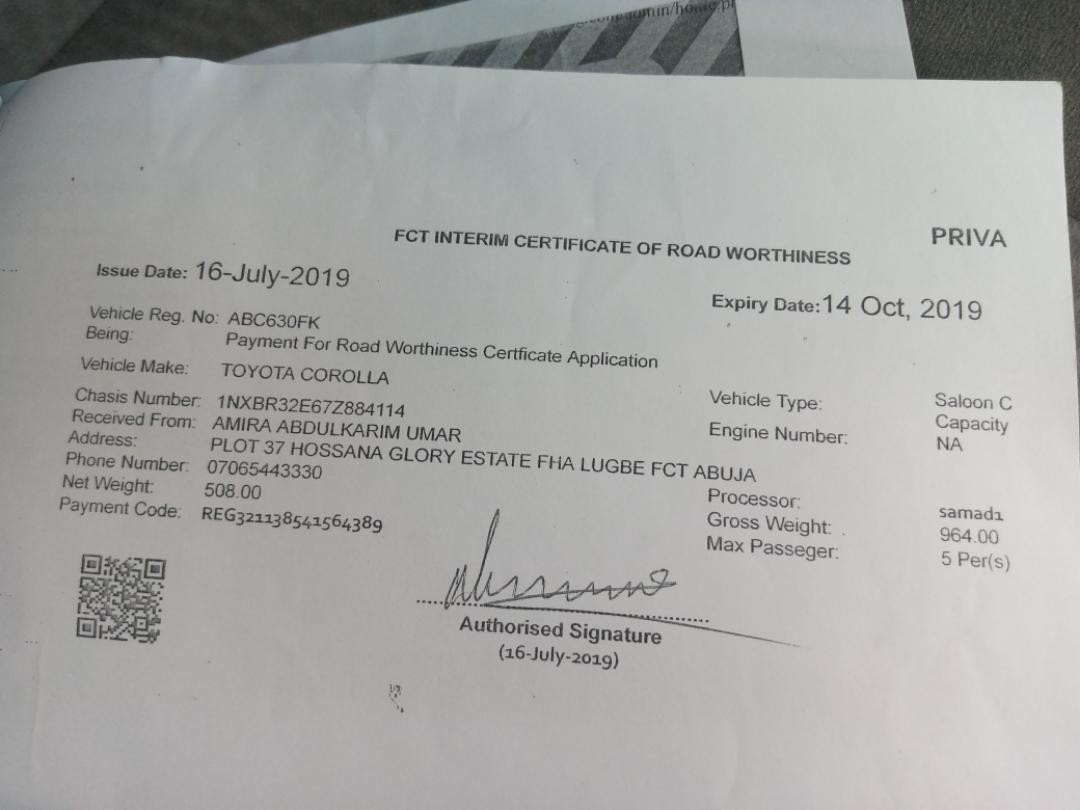 com/admin/home.p
PRIVA
FCT INTERIM CERTIFICATE OF ROAD WORTHINESS
Issue Date: 16-July-2019
Expiry Date:14 Oct, 2019
Vehicle Reg. No: ABC630FK
Being: Payment For Road Worthiness Certficate Application
Vehicle Make: TOYOTA COROLLA
Vehicle Type: Saloon C
Capacity
Chasis Number: 1NXBR32E67Z884114
Engine Number: NA
Received From: AMIRA ABDULKARIM UMAR
Address: PLOT 37 HOSSANA GLORY ESTATE FHA LUGBE FCT ABUJA
Phone Number: 07065443330
Processor: samad1
Net Weight: 508.00
Gross Weight: 964.00
Payment Code: REG321138541564389
Max Passeger: 5 Per(s)
Authorised Signature
(16-July-2019)